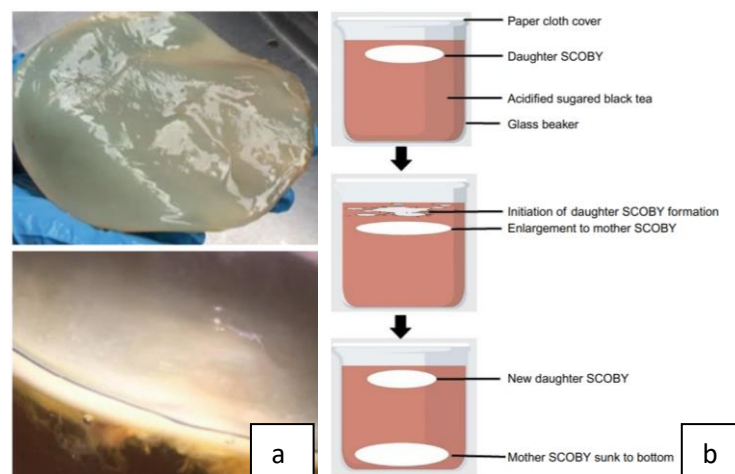 Paper cloth cover
Daughter SCOBY
Acidified sugared black tea
Glass beaker
Initiation of daughter SCOBY formation
Enlargement to mother SCOBY
New daughter SCOBY
Mother SCOBY sunk to bottom
a
b